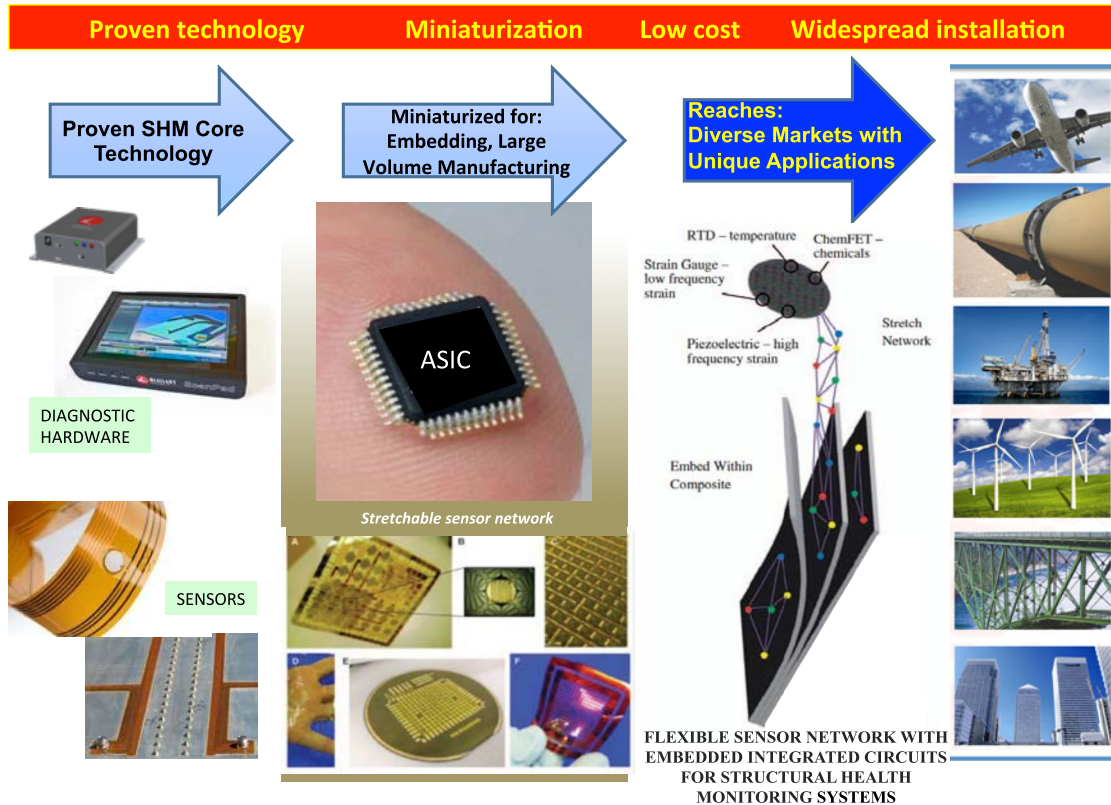 Proven technology Miniaturization Low cost Widespread installation
Proven SHM Core
Technology
Miniaturized for:
Embedding, Large
Volume Manufacturing
Reaches:
Diverse Markets with
Unique Applications
DIAGNOSTIC
HARDWARE
SENSORS
ScanPad
ASIC
Stretchable sensor network
A
B
C
D
E
F
RTD – temperature
ChemFET –
chemicals
Strain Gauge –
low frequency
strain
Piezoelectric – high
frequency strain
Stretch
Network
Embed Within
Composite
FLEXIBLE SENSOR NETWORK WITH
EMBEDDED INTEGRATED CIRCUITS
FOR STRUCTURAL HEALTH
MONITORING SYSTEMS